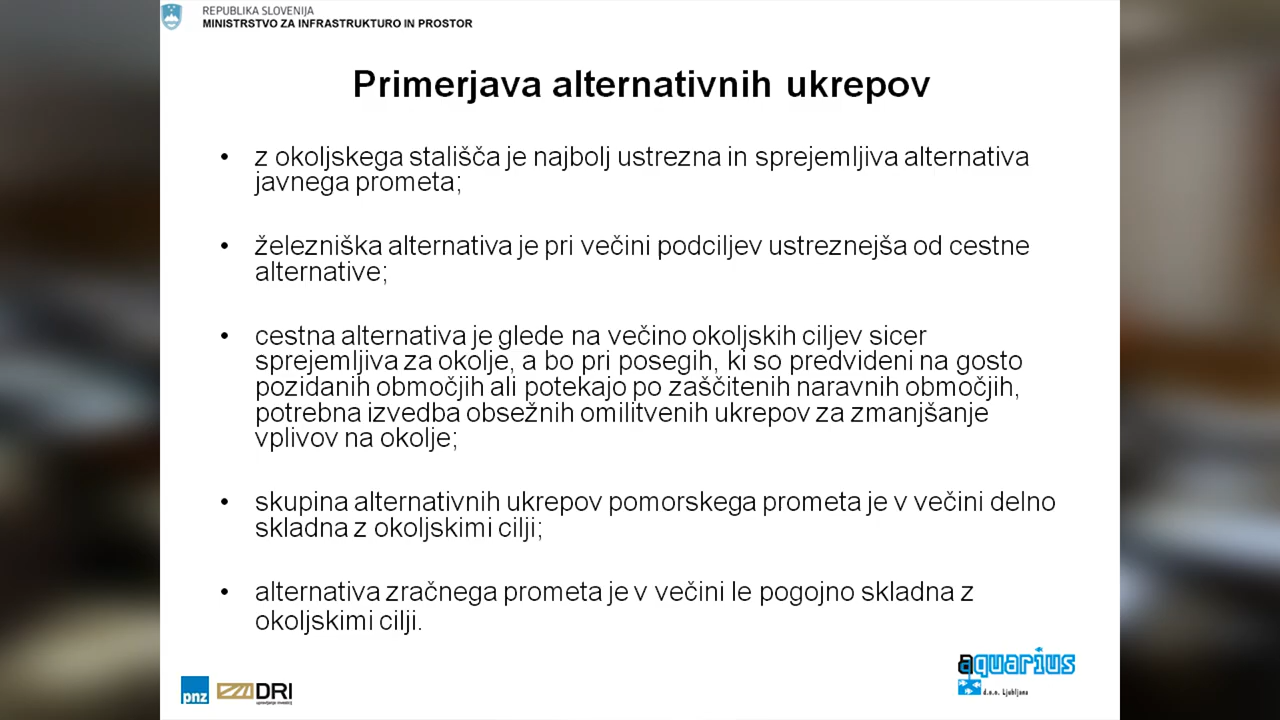 REPUBLIKA SLOVENIJA
MINISTRSTVO ZA INFRASTRUKTURO IN PROSTOR
Primerjava alternativnih ukrepov
• z okoljskega stališča je najbolj ustrezna in sprejemljiva alternativa
javnega prometa;
• železniška alternativa je pri večini podciljev ustreznejša od cestne
alternative;
• cestna alternativa je glede na večino okoljskih ciljev sicer
sprejemljiva za okolje, a bo pri posegih, ki so predvideni na gosto
pozidanih območjih ali potekajo po zaščitenih naravnih območjih,
potrebna izvedba obsežnih omilitvenih ukrepov za zmanjšanje
vplivov na okolje;
• skupina alternativnih ukrepov pomorskega prometa je v večini delno
skladna z okoljskimi cilji;
• alternativa zračnega prometa je v večini le pogojno skladna z
okoljskimi cilji.
aquarius
d.o.o. Ljubljana
pnz
DRI
upravljanje investicij